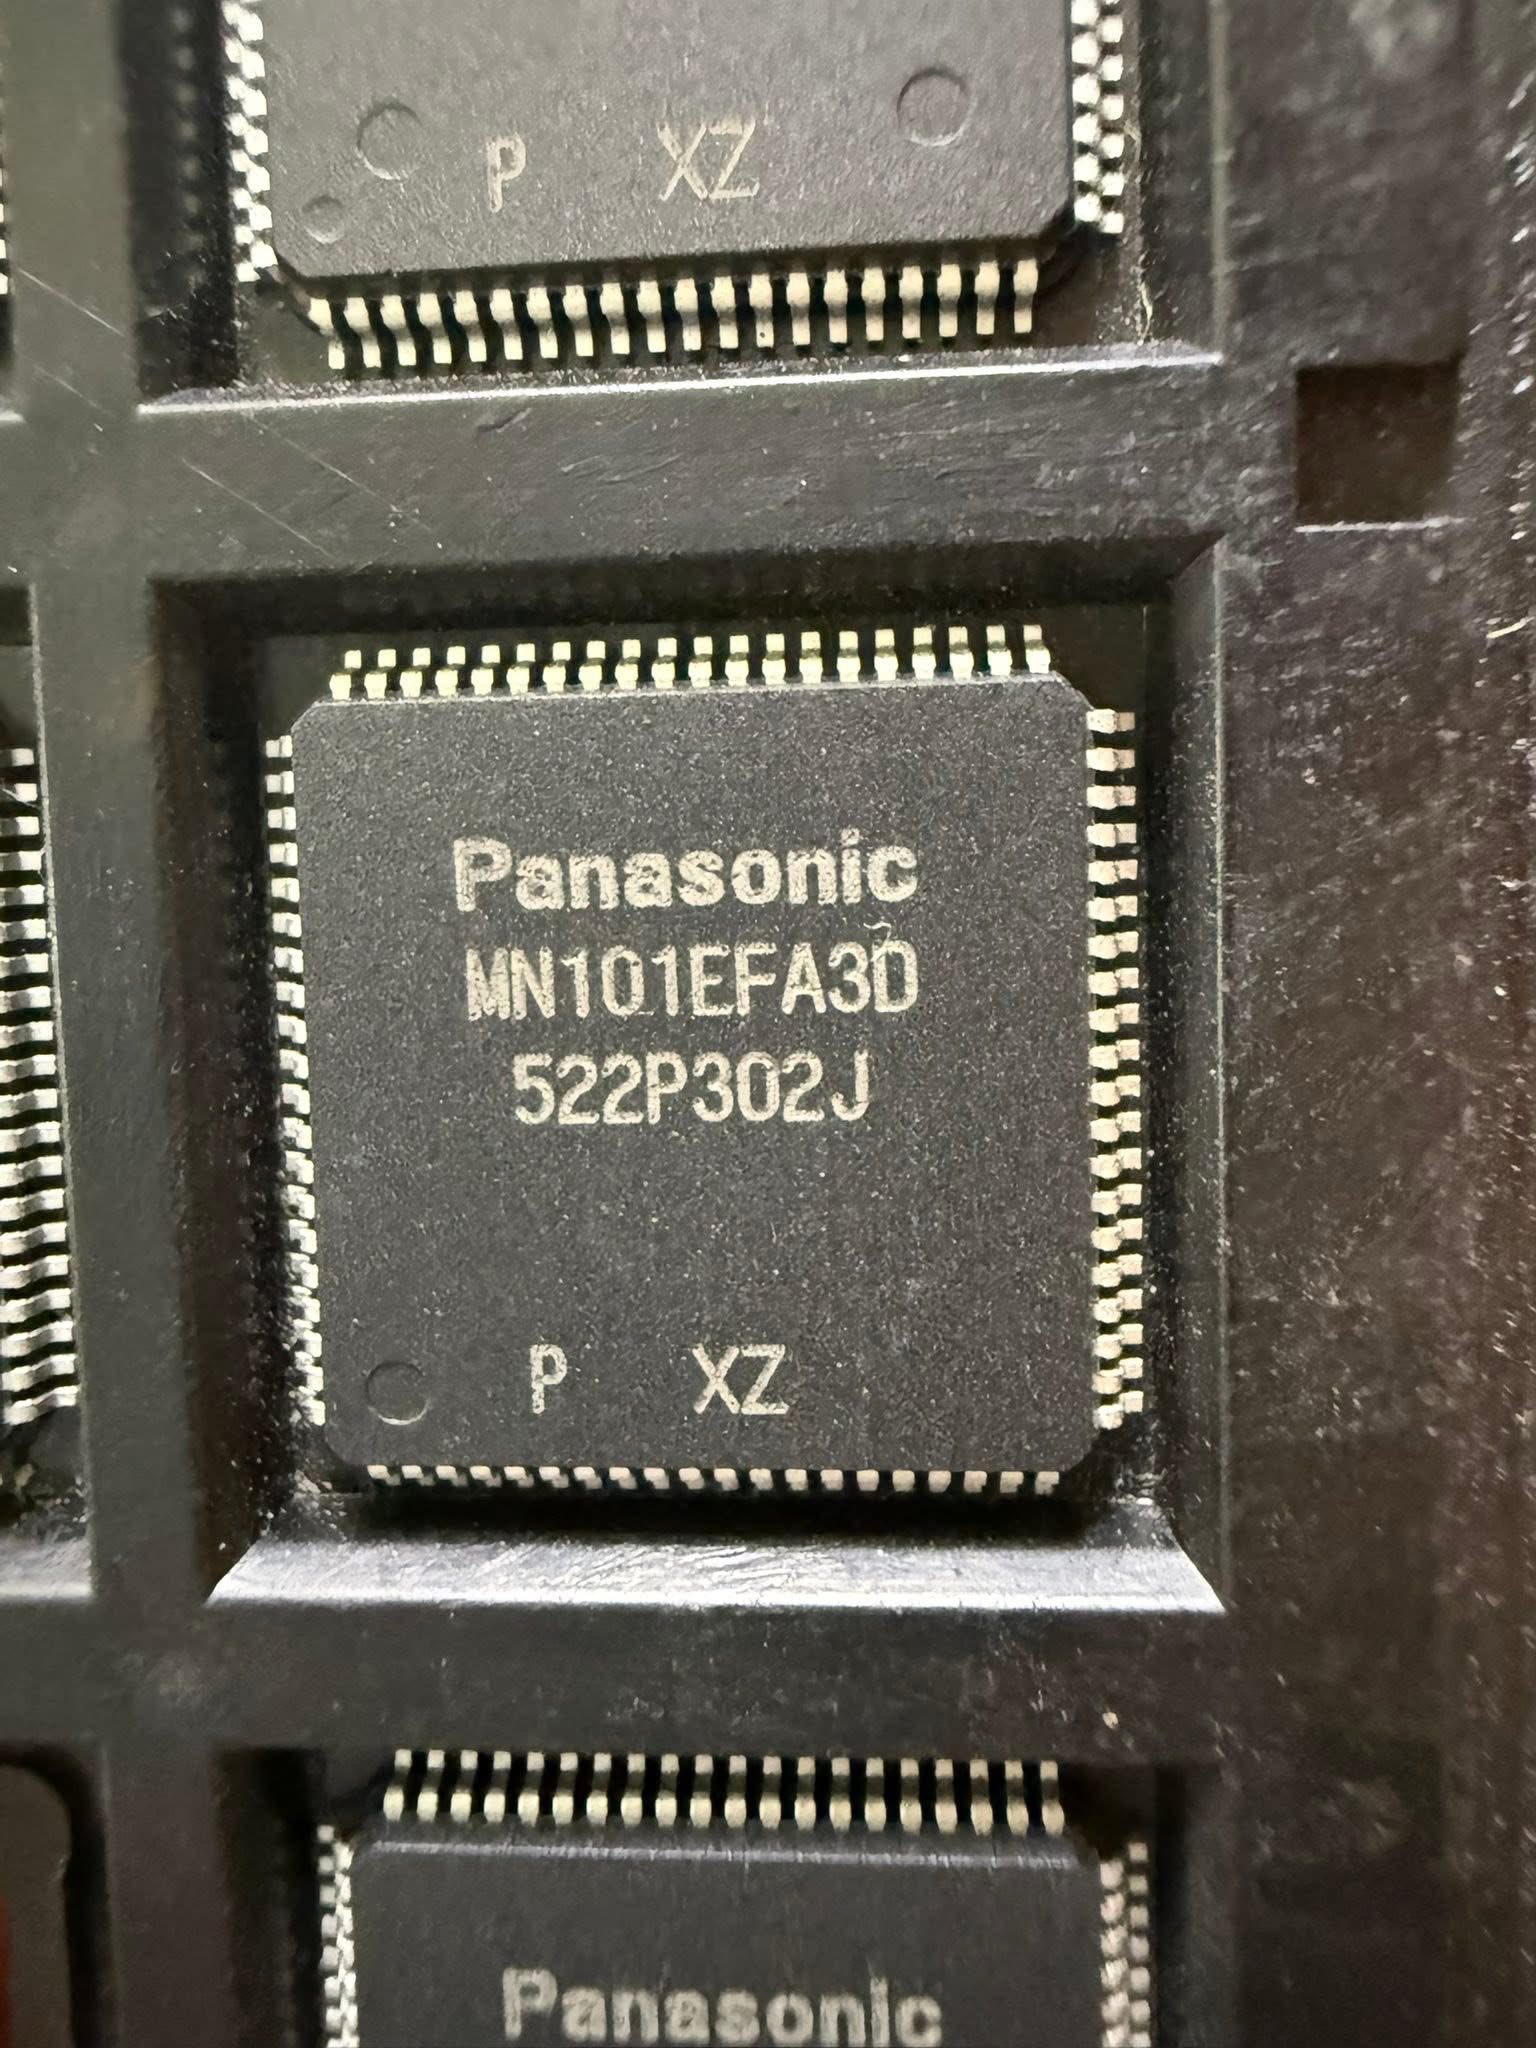 P XZ
Panasonic
MN101EFA3D
522P302J
P XZ
Panasonic